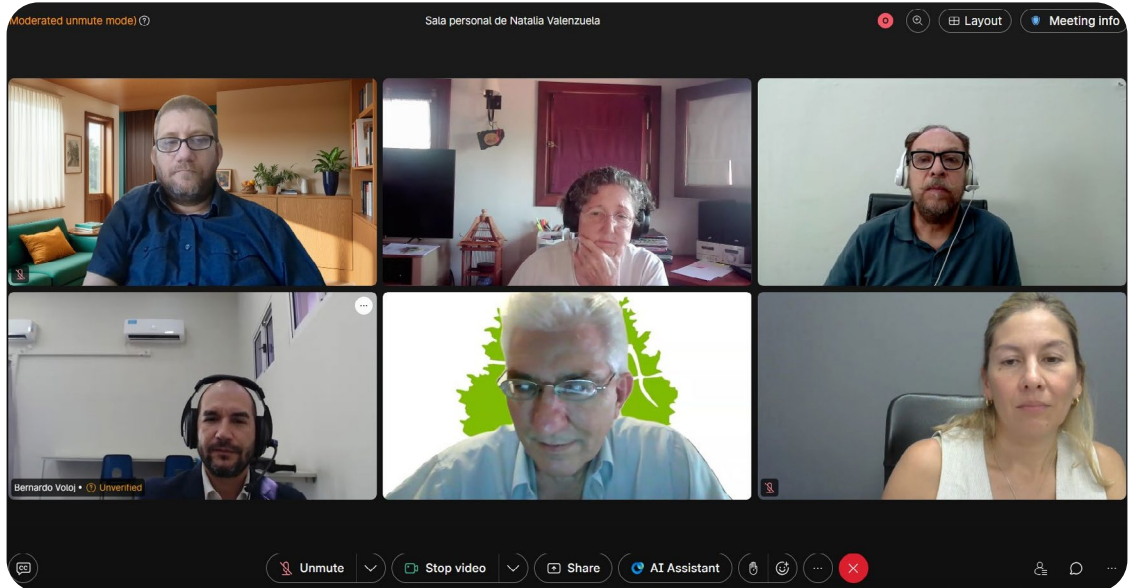 Moderated unmute mode)
Sala personal de Natalia Valenzuela
Layout
Meeting info
Bernardo Voloj • Unverified
CC
Unmute
Stop video
Share
AI Assistant